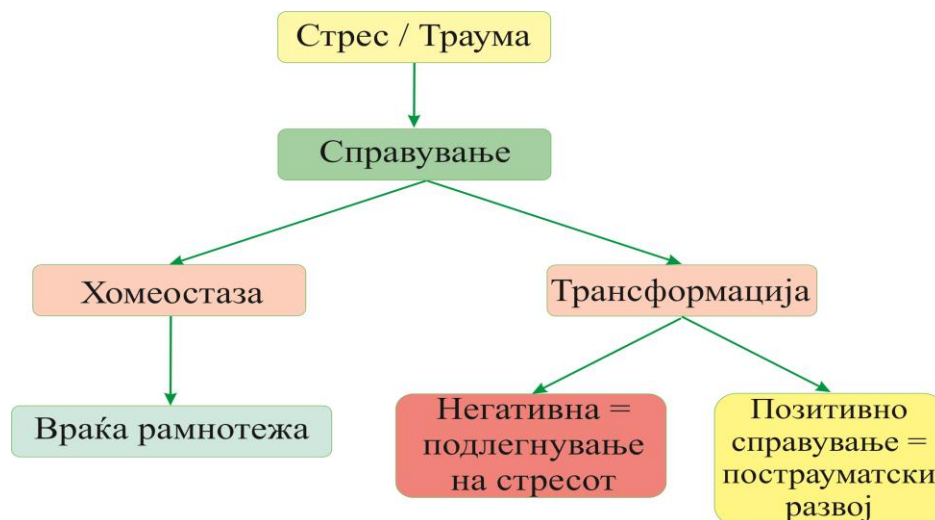 Стрес / Траума
Справување
Хомеостаза
Трансформација
Враќа рамнотежа
Негативна =
подлегнување
на стресот
Позитивно
справување =
пострауматски
развој